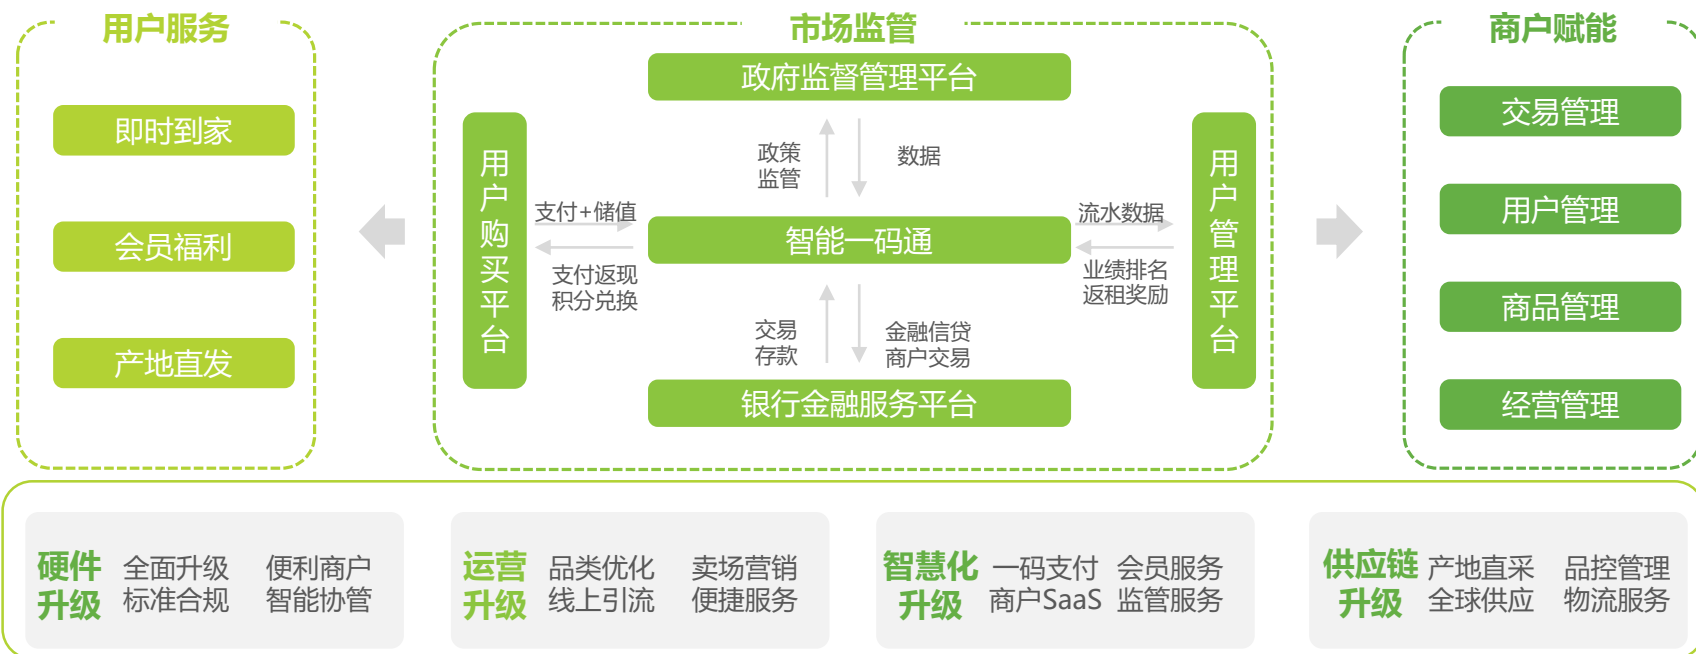 用户服务
即时到家
会员福利
产地直发
市场监管
政府监督管理平台
政策
监管
数据
用户购买平台
支付+储值
支付返现
积分兑换
智能一码通
流水数据
业绩排名
返租奖励
用户管理平台
交易
存款
金融信贷
商户交易
银行金融服务平台
商户赋能
交易管理
用户管理
商品管理
经营管理
硬件
升级
全面升级 便利商户
标准合规 智能协管
运营
升级
品类优化 卖场营销
线上引流 便捷服务
智慧化
升级
一码支付 会员服务
商户SaaS 监管服务
供应链
升级
产地直采 品控管理
全球供应 物流服务